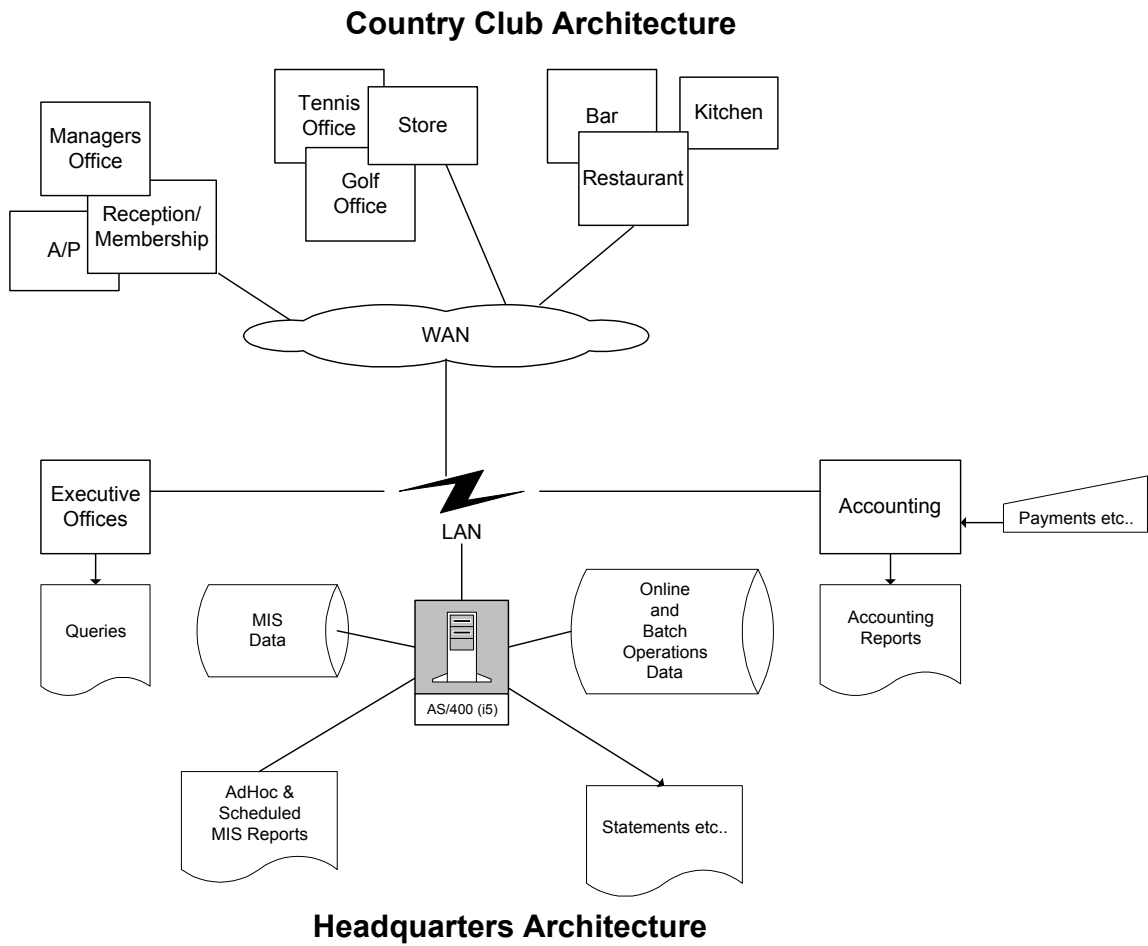 Country Club Architecture
Managers
Office
Reception/
Membership
A/P
Tennis
Office
Store
Golf
Office
Bar
Kitchen
Restaurant
WAN
Executive
Offices
LAN
Accounting
Payments etc..
Queries
MIS
Data
Online
and
Batch
Operations
Data
Accounting
Reports
AS/400 (i5)
AdHoc &
Scheduled
MIS Reports
Statements etc..
Headquarters Architecture